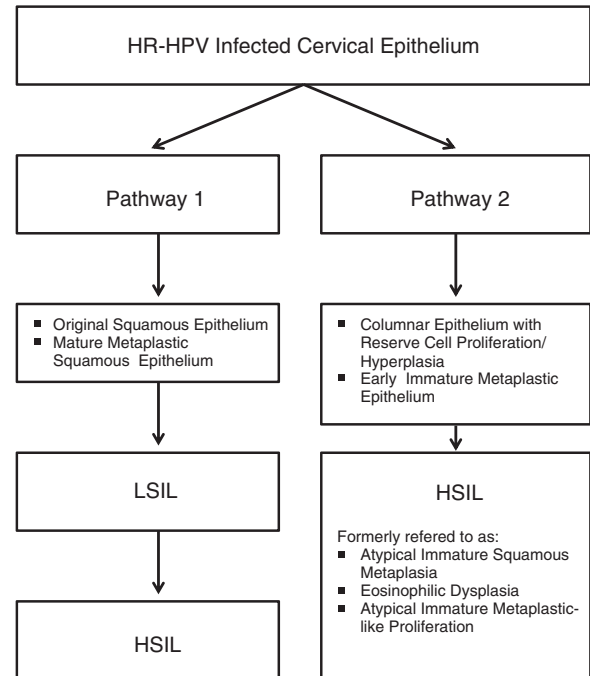 HR-HPV Infected Cervical Epithelium
Pathway 1
Pathway 2
▪ Original Squamous Epithelium
▪ Mature Metaplastic
Squamous Epithelium
▪ Columnar Epithelium with
Reserve Cell Proliferation/
Hyperplasia
▪ Early Immature Metaplastic
Epithelium
LSIL
HSIL
HSIL
Formerly refered to as:
▪ Atypical Immature Squamous
Metaplasia
▪ Eosinophilic Dysplasia
▪ Atypical Immature Metaplastic-
like Proliferation